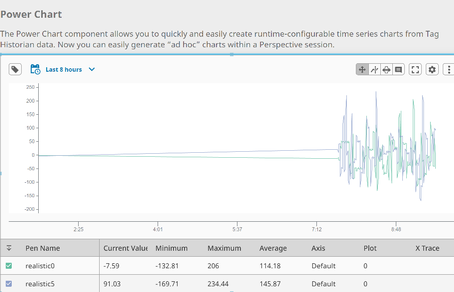 Power Chart
The Power Chart component allows you to quickly and easily create runtime-configurable time series charts from Tag
Historian data. Now you can easily generate "ad hoc" charts within a Perspective session.
Last 8 hours
250
200
150
100
50
0
-50
-100
-150
-200
2:25 4:01 5:37 7:12 8:48
Pen Name Current Value Minimum Maximum Average Axis Plot X Trace
realistic0 -7.59 -132.81 206 114.18 Default 0
realistic5 91.03 -169.71 234.44 145.87 Default 0